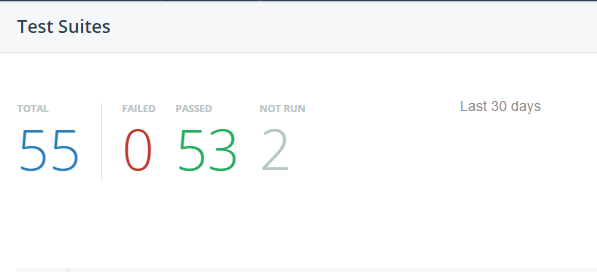 Test Suites
TOTAL FAILED PASSED NOT RUN Last 30 days
55 0 53 2